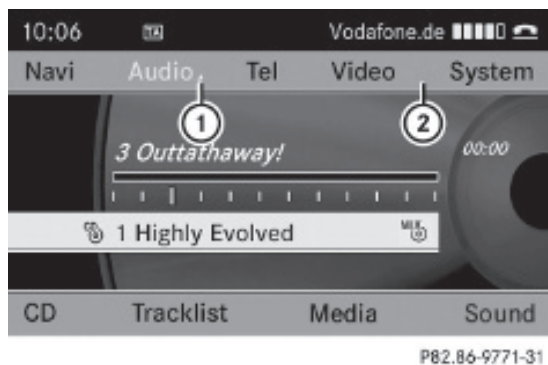 10:06 TA Vodafone.de
Navi Audio Tel Video System
1 2
3 Outtathaway! 00:00
1 Highly Evolved
CD Tracklist Media Sound
P82.86-9771-31